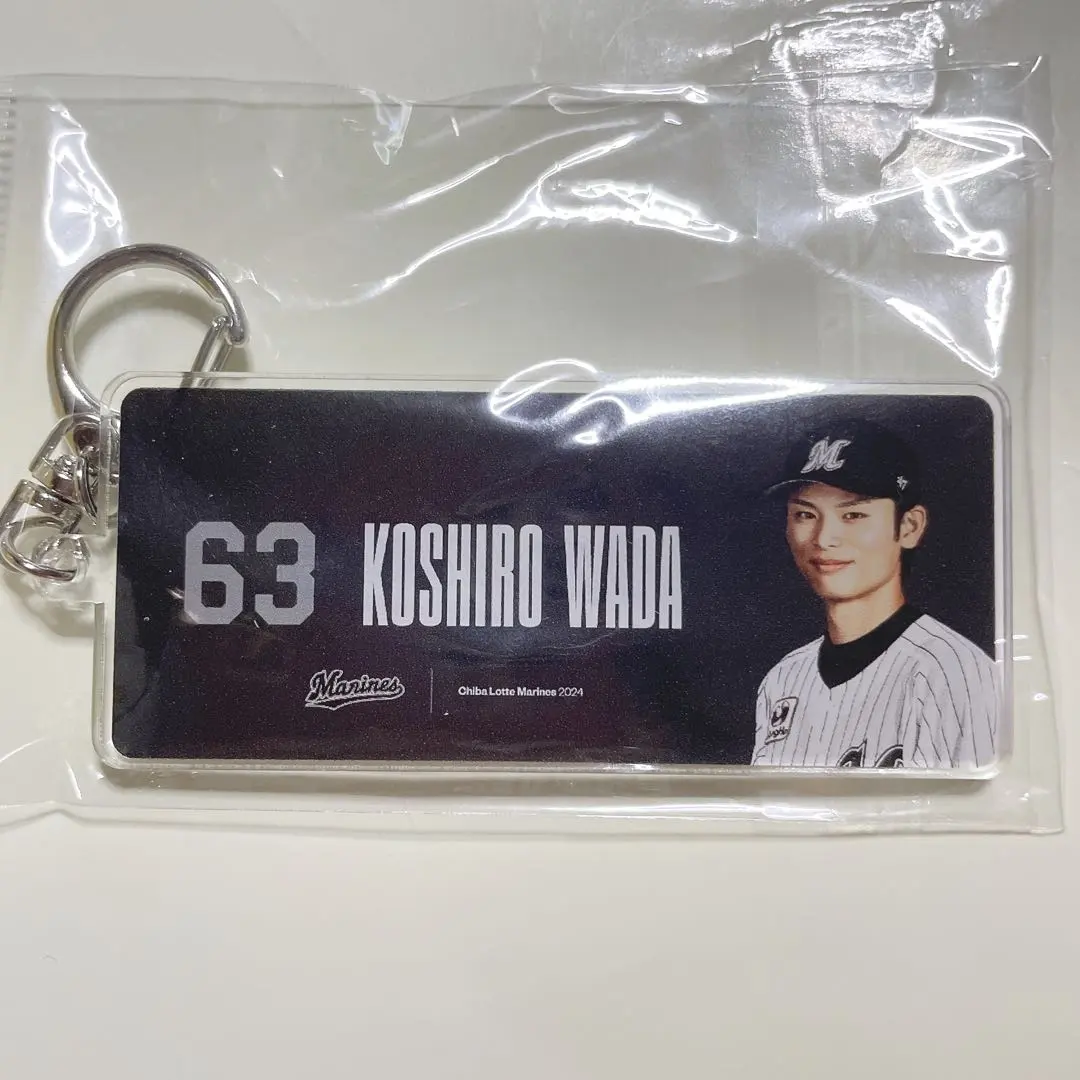 M
63 KOSHIRO WADA
Marines
Chiba Lotte Marines 2024